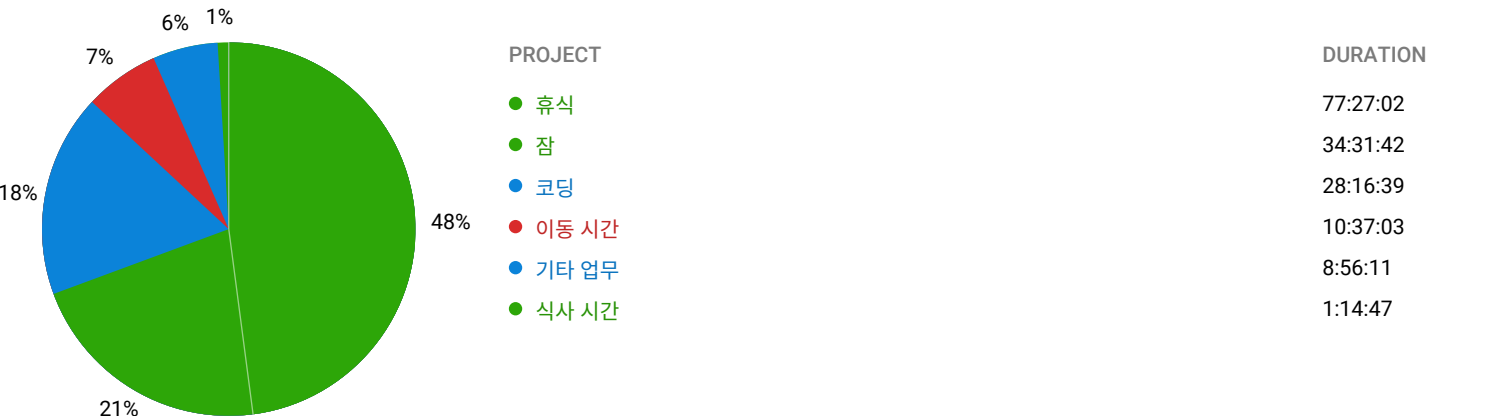 6% 1%
7%
18%
48%
21%
PROJECT DURATION
휴식 77:27:02
잠 34:31:42
코딩 28:16:39
이동 시간 10:37:03
기타 업무 8:56:11
식사 시간 1:14:47